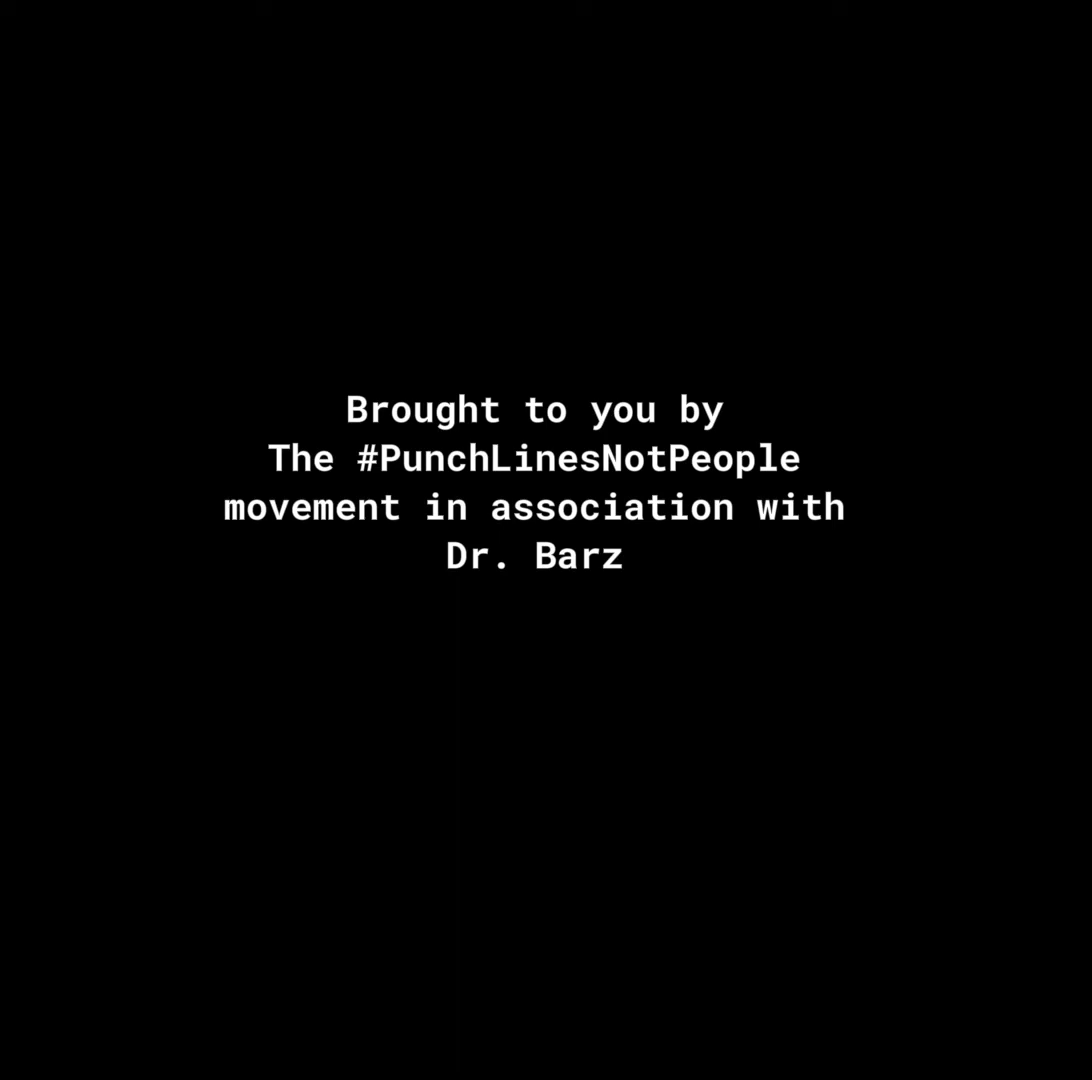 Brought to you by
The #PunchLinesNotPeople
movement in association with
Dr. Barz